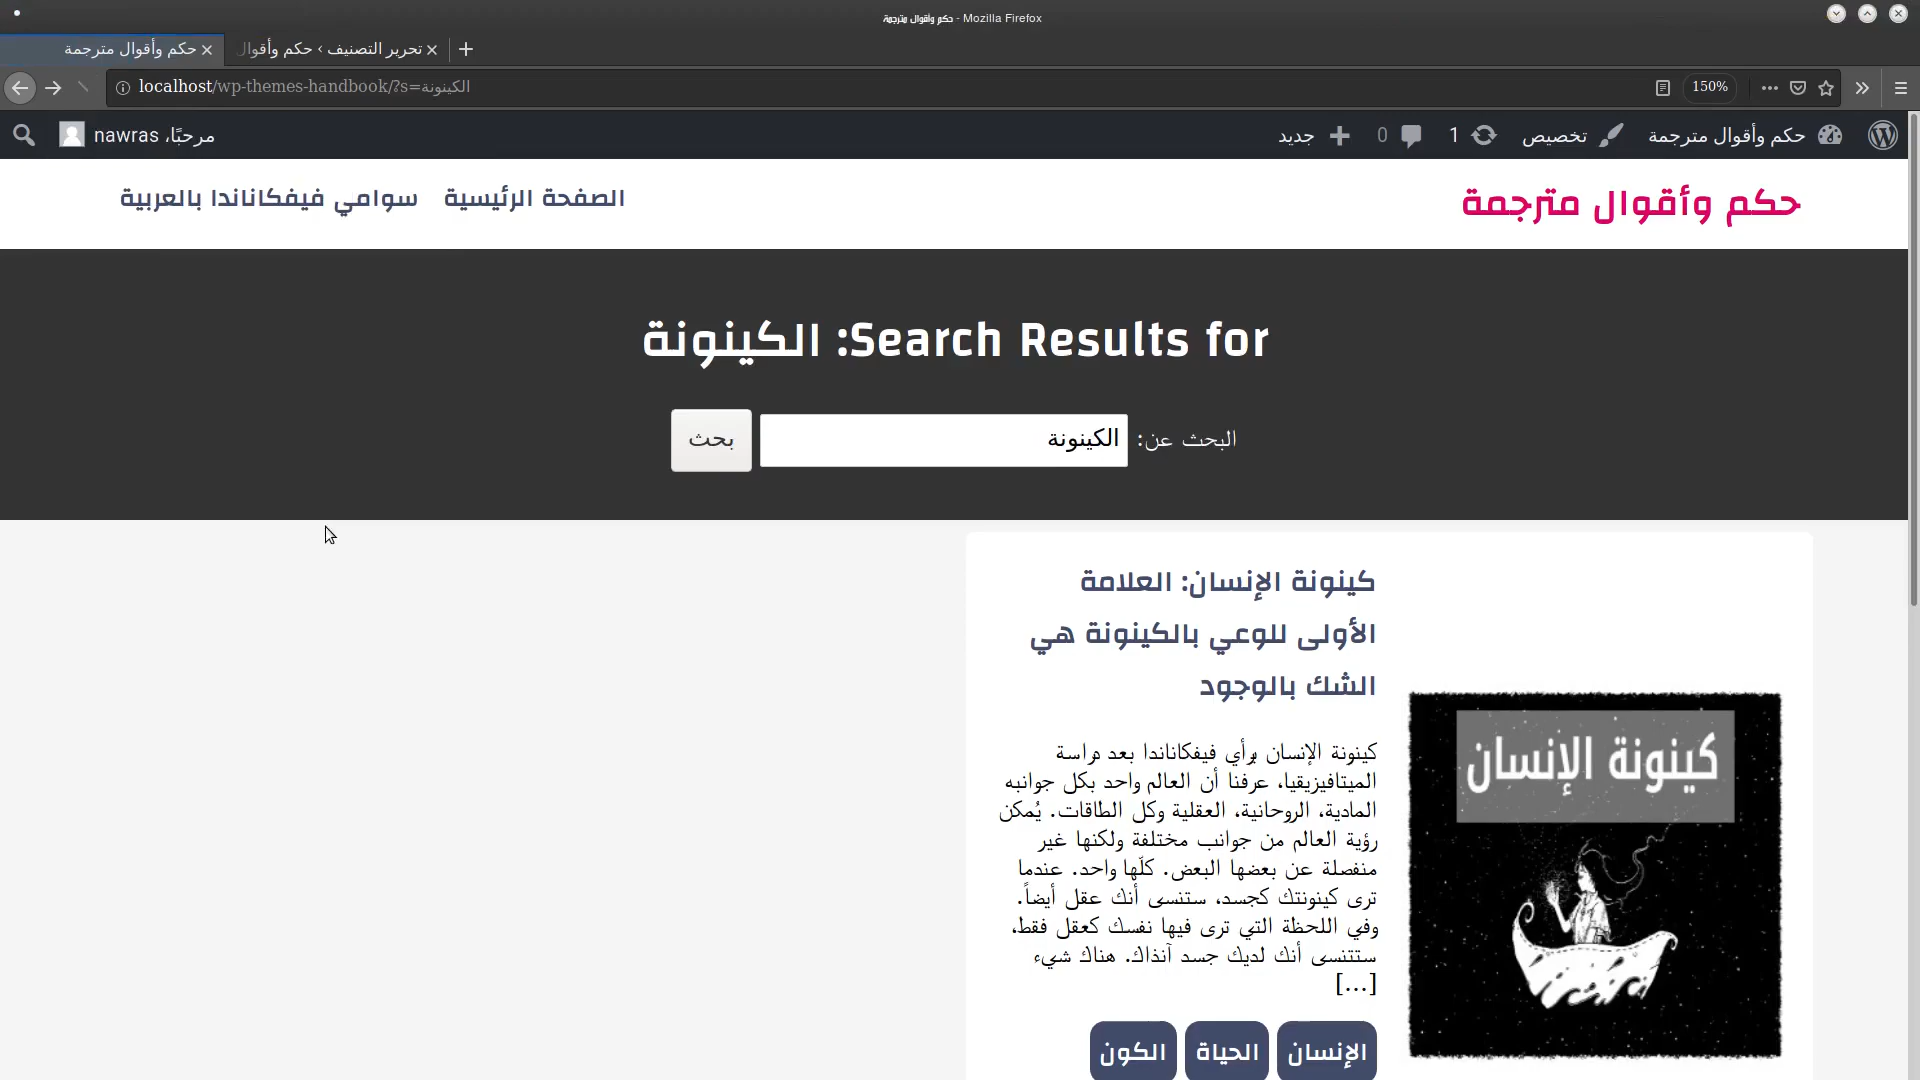 حكم وأقوال مترجمة - Mozilla Firefox
حكم وأقوال مترجمة
تحرير التصنيف ‹ حكم وأقوال
localhost/wp-themes-handbook/?s=الكينونة
150%
حكم وأقوال مترجمة
تخصيص
1
0
جديد
مرحبًا، nawras
حكم وأقوال مترجمة
الصفحة الرئيسية
سوامي فيفكاناندا بالعربية
Search Results for: الكينونة
البحث عن:
الكينونة
بحث
كينونة الإنسان: العلامة
الأولى للوعي بالكينونة هي
الشك بالوجود
كينونة الإنسان برأي فيفكاناندا بعد دراسة
الميتافيزيقيا، عرفنا أن العالم واحد بكل جوانبه
المادية، الروحانية، العقلية وكل الطاقات. يُمكن
رؤية العالم من جوانب مختلفة ولكنها غير
منفصلة عن بعضها البعض. كلّها واحد. عندما
ترى كينونتك كجسد، ستنسى أنك عقل أيضاً.
وفي اللحظة التي ترى فيها نفسك كعقل فقط،
ستتنسى أنك لديك جسد آنذاك. هناك شيء
[…]
كينونة الإنسان
الإنسان
الحياة
الكون